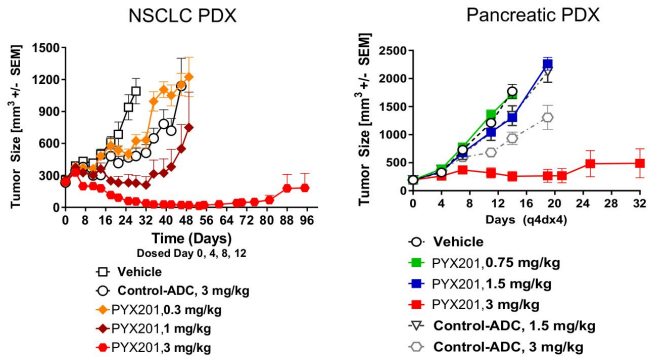 NSCLC PDX
Tumor Size [mm³ +/- SEM]
1500
1200
900
600
300
0
0 8 16 24 32 40 48 56 64 72 80 88 96
Time (Days)
Dosed Day 0, 4, 8, 12
Vehicle
Control-ADC, 3 mg/kg
PYX201,0.3 mg/kg
PYX201,1 mg/kg
PYX201,3 mg/kg
Pancreatic PDX
Tumor Size [mm³ +/- SEM]
2500
2000
1500
1000
500
0
0 4 8 12 16 20 24 28 32
Days (q4dx4)
Vehicle
PYX201,0.75 mg/kg
PYX201,1.5 mg/kg
PYX201,3 mg/kg
Control-ADC, 1.5 mg/kg
Control-ADC, 3 mg/kg